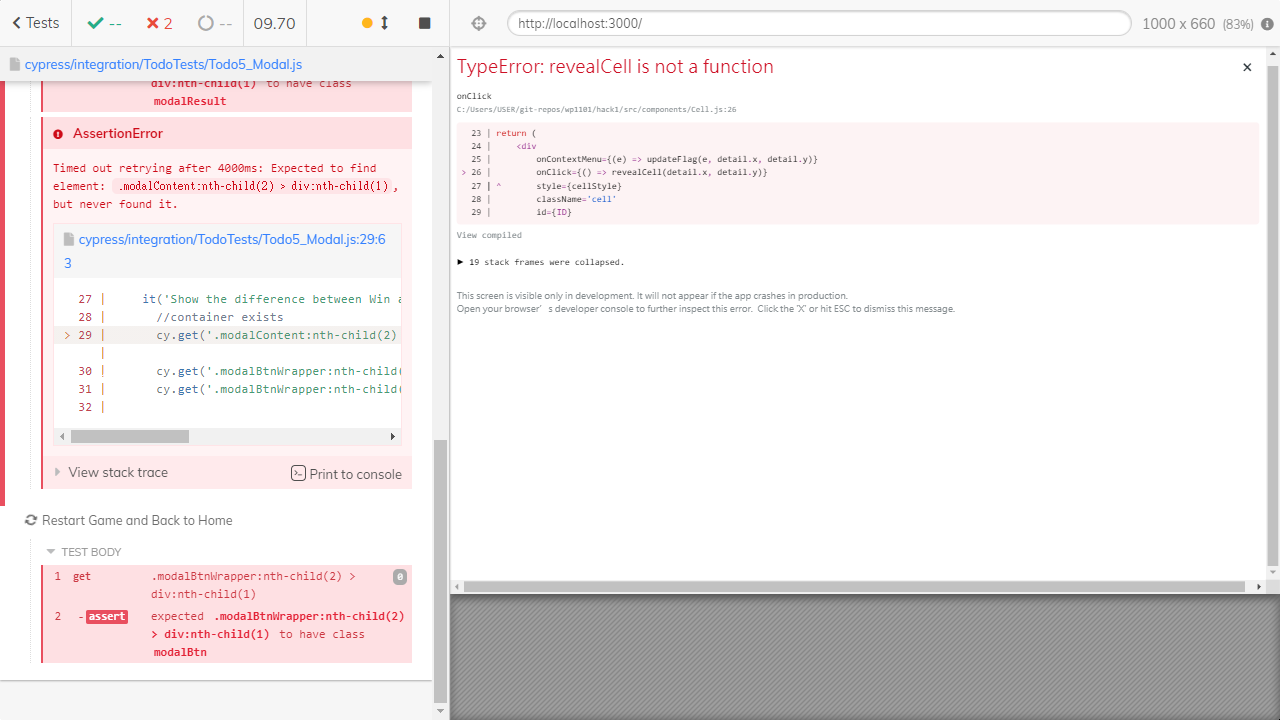 Tests
--
2
--
09.70
cypress/integration/TodoTests/Todo5_Modal.js
div:nth-child(1) to have class
modalResult
AssertionError
Timed out retrying after 4000ms: Expected to find
element: .modalContent:nth-child(2) > div:nth-child(1),
but never found it.
cypress/integration/TodoTests/Todo5_Modal.js:29:6
3
27 | it('Show the difference between Win a
28 | //container exists
> 29 | cy.get('.modalContent:nth-child(2)
|
30 | cy.get('.modalBtnWrapper:nth-child(
31 | cy.get('.modalBtnWrapper:nth-child(
32 |
View stack trace
Print to console
Restart Game and Back to Home
TEST BODY
1 get .modalBtnWrapper:nth-child(2) > 0
div:nth-child(1)
2 -assert expected .modalBtnWrapper:nth-child(2)
> div:nth-child(1) to have class
modalBtn
http://localhost:3000/
1000 x 660 (83%)
TypeError: revealCell is not a function
onClick
C:/Users/USER/git-repos/wp1101/hack1/src/components/Cell.js:26
23 | return (
24 | <div
25 | onContextMenu={(e) => updateFlag(e, detail.x, detail.y)}
> 26 | onClick={() => revealCell(detail.x, detail.y)}
27 | ^ style={cellStyle}
28 | className='cell'
29 | id={ID}
View compiled
19 stack frames were collapsed.
This screen is visible only in development. It will not appear if the app crashes in production.
Open your browser’s developer console to further inspect this error. Click the 'X' or hit ESC to dismiss this message.